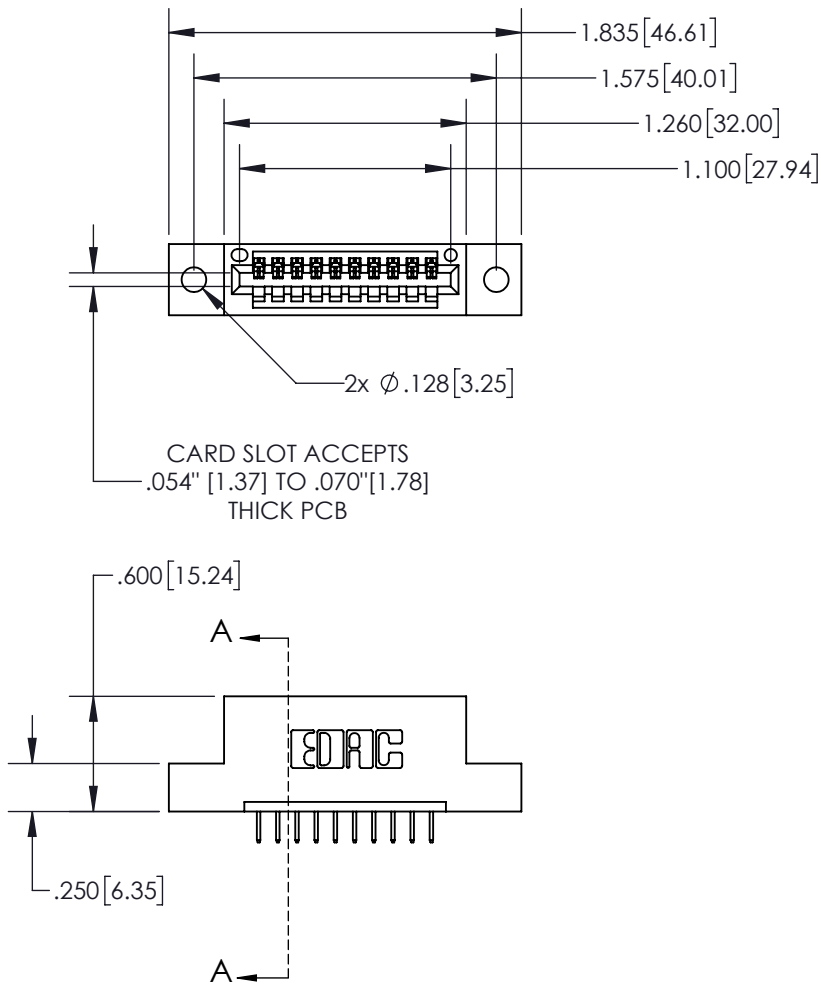 1.835[46.61]
1.575[40.01]
1.260[32.00]
1.100[27.94]
2x ∅.128[3.25]
CARD SLOT ACCEPTS
.054" [1.37] TO .070"[1.78]
THICK PCB
.600[15.24]
A
EDAC
.250[6.35]
A